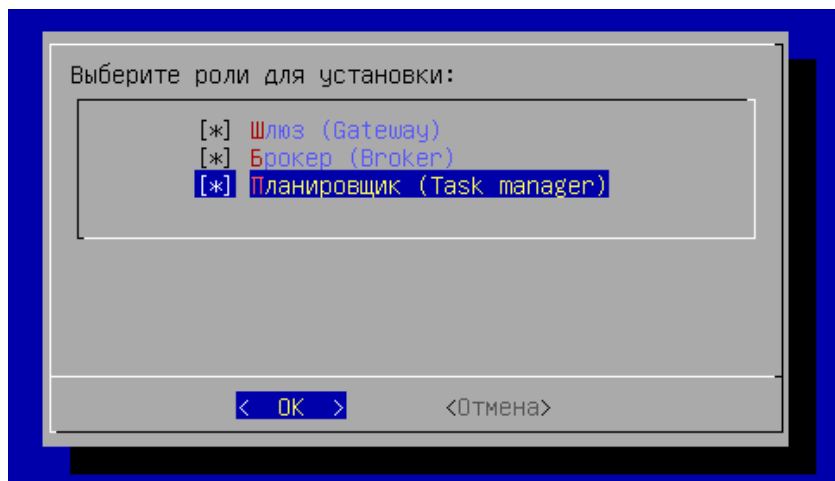 Выберите роли для установки:
[*] Шлюз (Gateway)
[*] Брокер (Broker)
[*] Планировщик (Task manager)
< OK > <Отмена>